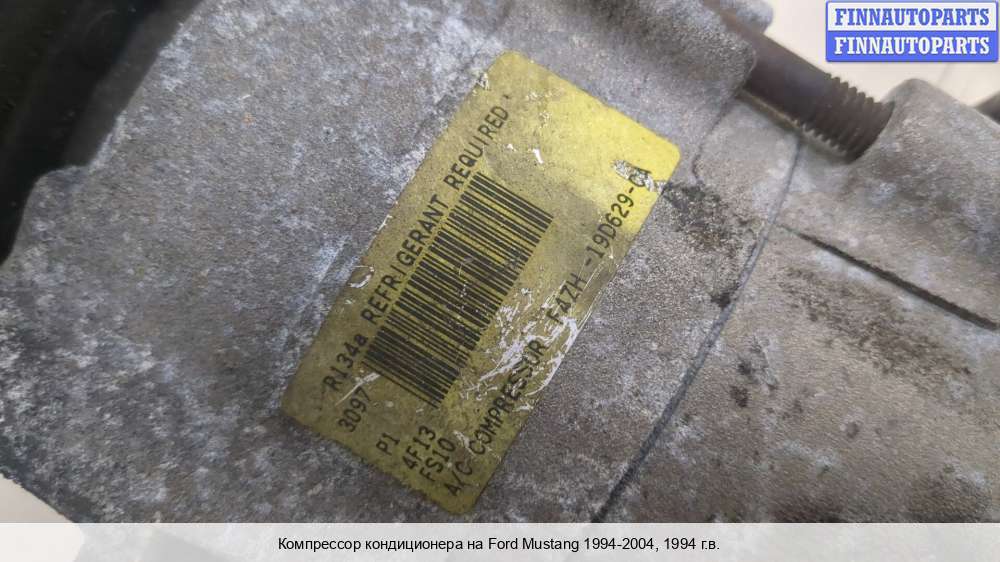 FINNAUTOPARTS
FINNAUTOPARTS
R134a REFRIGERANT REQUIRED
3097
P1
4F13
FS10
A/C COMPRESSOR -19D629-CA
Компрессор кондиционера на Ford Mustang 1994-2004, 1994 г.в.